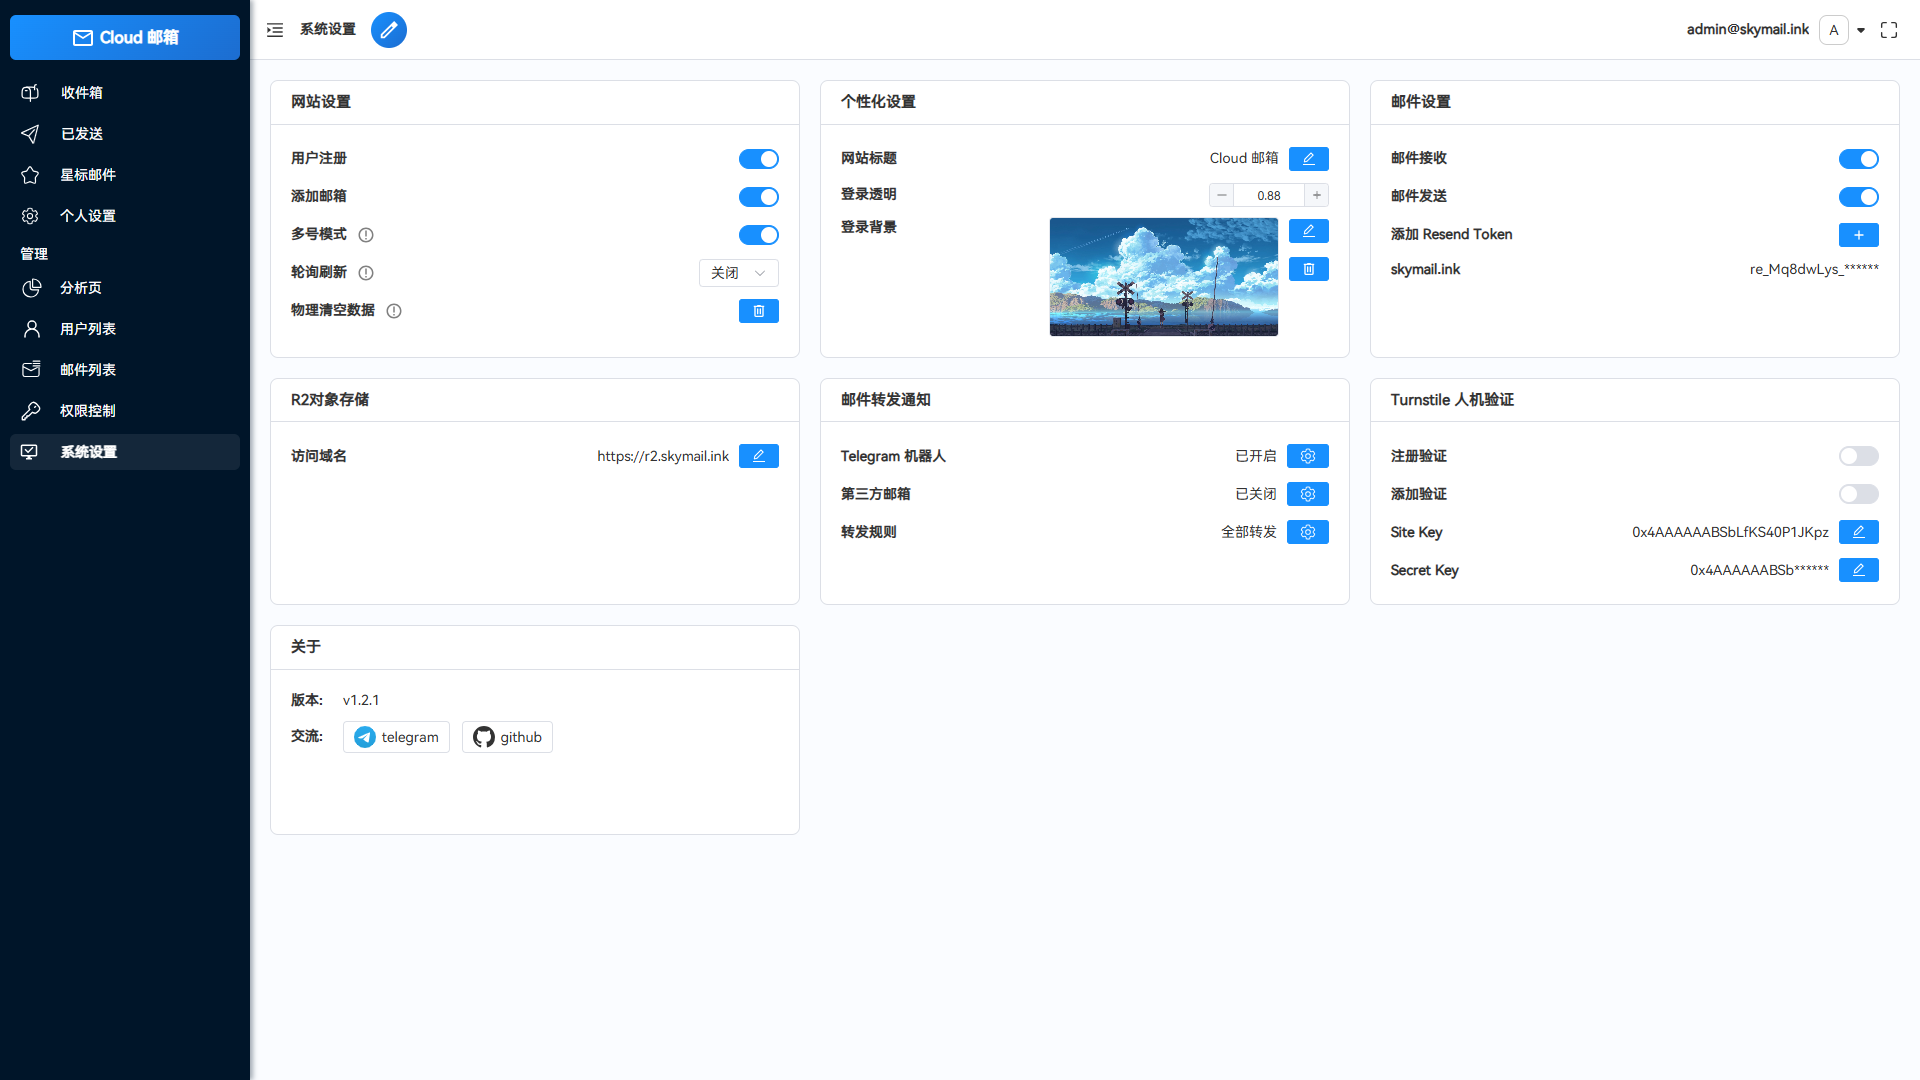 Cloud 邮箱
收件箱
已发送
星标邮件
个人设置
管理
分析页
用户列表
邮件列表
权限控制
系统设置
系统设置
admin@skymail.ink
A
网站设置
用户注册
添加邮箱
多号模式
轮询刷新
关闭
物理清空数据
个性化设置
网站标题
Cloud 邮箱
登录透明
0.88
登录背景
邮件设置
邮件接收
邮件发送
添加 Resend Token
skymail.ink
re_Mq8dwLys_******
R2对象存储
访问域名
https://r2.skymail.ink
邮件转发通知
Telegram 机器人
已开启
第三方邮箱
已关闭
转发规则
全部转发
Turnstile 人机验证
注册验证
添加验证
Site Key
0x4AAAAAABSbLfKS40P1JKpz
Secret Key
0x4AAAAAABSb******
关于
版本:
v1.2.1
交流:
telegram
github